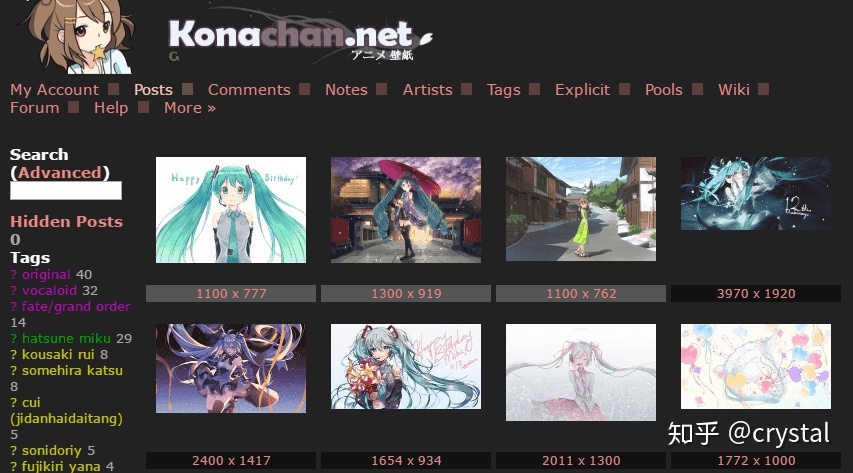 Konachan.net
G
アニメ 壁紙
My Account Posts Comments Notes Artists Tags Explicit Pools Wiki
Forum Help More »
Search
(Advanced)
Hidden Posts
0
Tags
? original 40
? vocaloid 32
? fate/grand order
14
? hatsune miku 29
? kousaki rui 8
? somehira katsu
8
? cui
(jidanhaidaitang)
5
? sonidoriy 5
? fujikiri yana 4
Happy Birthday!
12th
1100 x 777
1300 x 919
1100 x 762
3970 x 1920
Happy Birthday
2400 x 1417
1654 x 934
2011 x 1300
1772 x 1000
知乎 @crystal